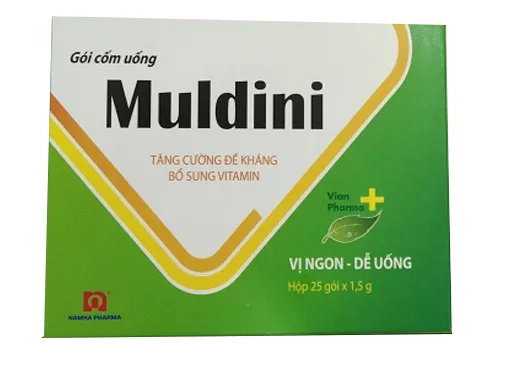 Gói cốm uống
Muldini
TĂNG CƯỜNG ĐỀ KHÁNG
BỔ SUNG VITAMIN
Vian
Pharma
VỊ NGON - DỄ UỐNG
Hộp 25 gói x 1,5 g
NAMHA PHARMA